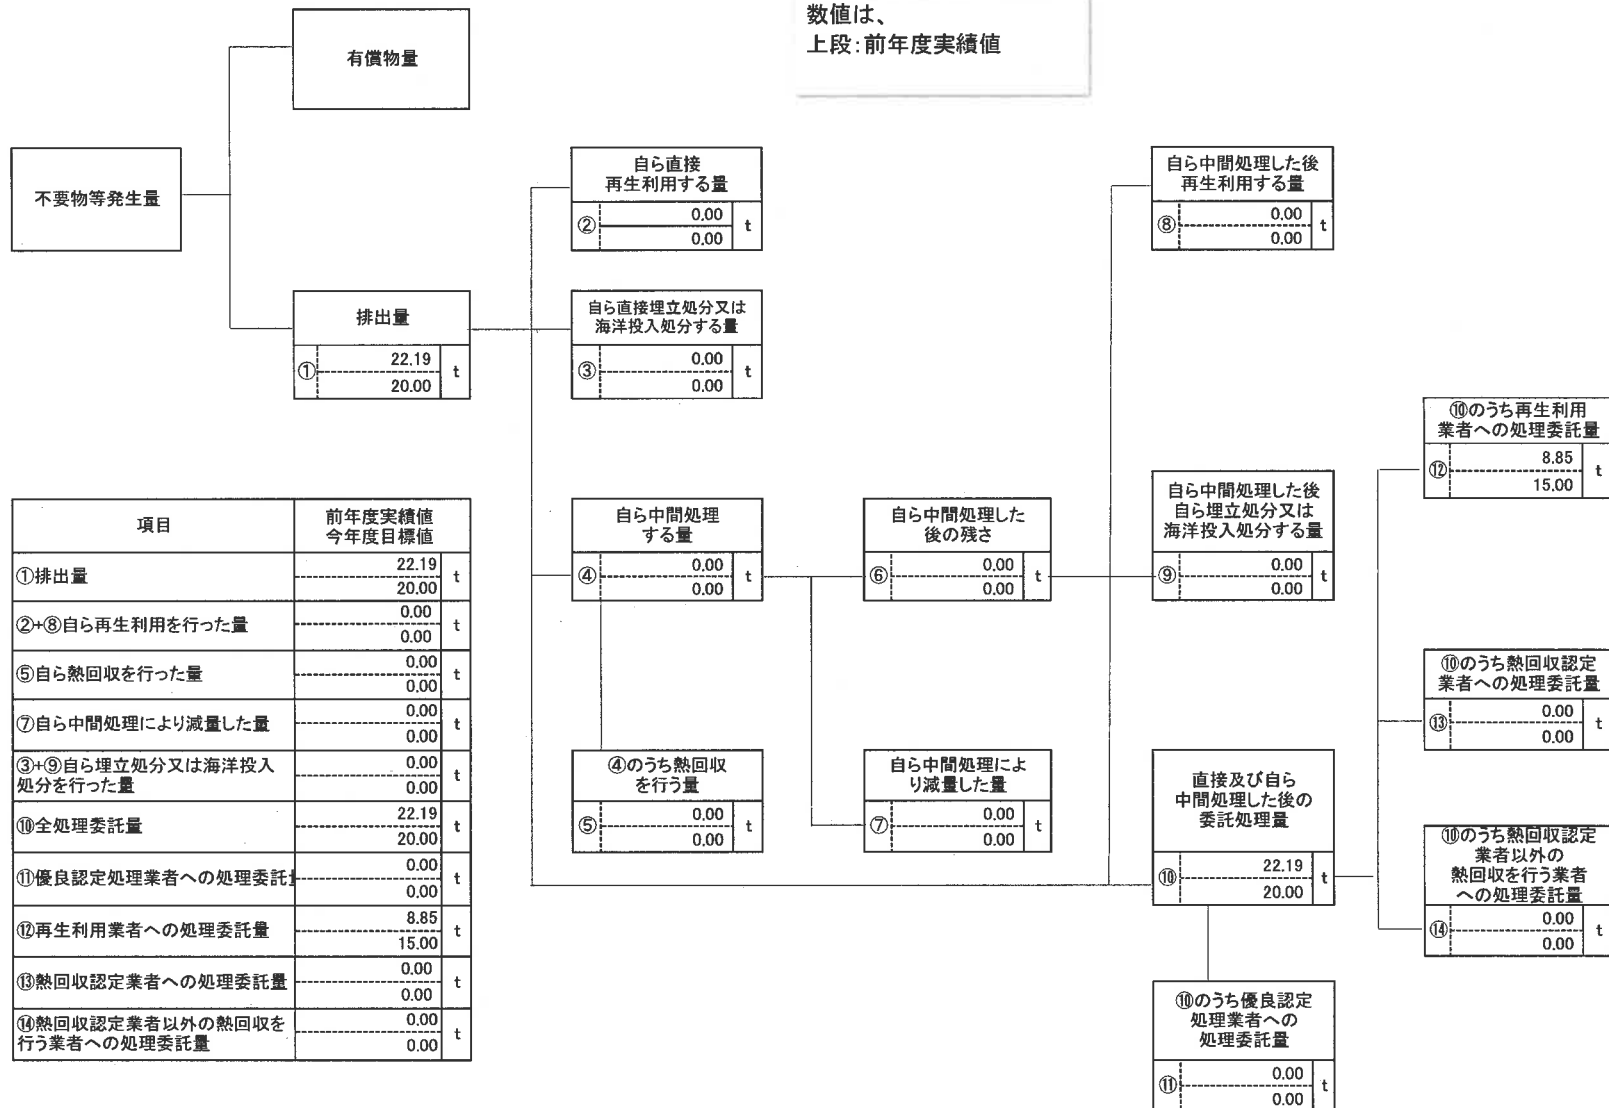 数値は、
上段：前年度実績値
有償物量
不要物等発生量
排出量
① 22.19 t
20.00
自ら直接
再生利用する量
② 0.00 t
0.00
自ら直接埋立処分又は
海洋投入処分する量
③ 0.00 t
0.00
自ら中間処理した後
再生利用する量
⑧ 0.00 t
0.00
自ら中間処理
する量
④ 0.00 t
0.00
自ら中間処理した
後の残さ
⑥ 0.00 t
0.00
自ら中間処理した後
自ら埋立処分又は
海洋投入処分する量
⑨ 0.00 t
0.00
④のうち熱回収
を行う量
⑤ 0.00 t
0.00
自ら中間処理によ
り減量した量
⑦ 0.00 t
0.00
直接及び自ら
中間処理した後の
委託処理量
⑩ 22.19 t
20.00
⑩のうち優良認定
処理業者への
処理委託量
⑪ 0.00 t
0.00
⑩のうち再生利用
業者への処理委託量
⑫ 8.85 t
15.00
⑩のうち熱回収認定
業者への処理委託量
⑬ 0.00 t
0.00
⑩のうち熱回収認定
業者以外の
熱回収を行う業者
への処理委託量
⑭ 0.00 t
0.00
項目 前年度実績値
今年度目標値
①排出量 22.19 t
20.00
②+⑧自ら再生利用を行った量 0.00 t
0.00
⑤自ら熱回収を行った量 0.00 t
0.00
⑦自ら中間処理により減量した量 0.00 t
0.00
③+⑨自ら埋立処分又は海洋投入
処分を行った量 0.00 t
0.00
⑩全処理委託量 22.19 t
20.00
⑪優良認定処理業者への処理委託 0.00 t
0.00
⑫再生利用業者への処理委託量 8.85 t
15.00
⑬熱回収認定業者への処理委託量 0.00 t
0.00
⑭熱回収認定業者以外の熱回収を
行う業者への処理委託量 0.00 t
0.00